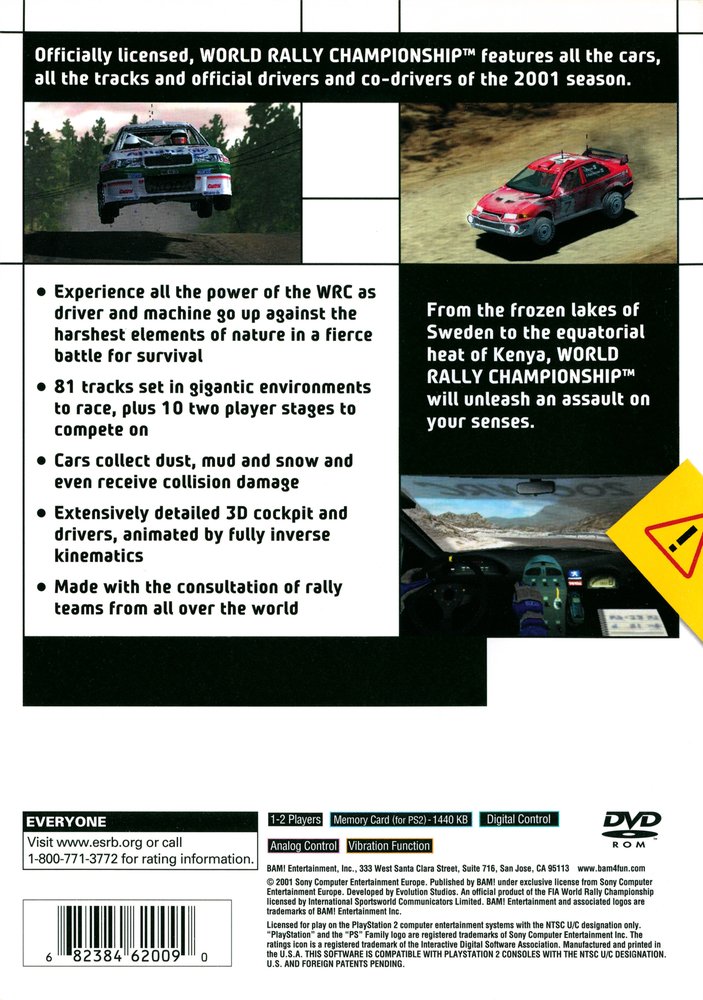 Officially licensed, WORLD RALLY CHAMPIONSHIP™ features all the cars,
all the tracks and official drivers and co-drivers of the 2001 season.
• Experience all the power of the WRC as
driver and machine go up against the
harshest elements of nature in a fierce
battle for survival
• 81 tracks set in gigantic environments
to race, plus 10 two player stages to
compete on
• Cars collect dust, mud and snow and
even receive collision damage
• Extensively detailed 3D cockpit and
drivers, animated by fully inverse
kinematics
• Made with the consultation of rally
teams from all over the world
From the frozen lakes of
Sweden to the equatorial
heat of Kenya, WORLD
RALLY CHAMPIONSHIP™
will unleash an assault on
your senses.
!
EVERYONE
Visit www.esrb.org or call
1-800-771-3772 for rating information.
1-2 Players
Memory Card (for PS2) - 1440 KB
Digital Control
Analog Control
Vibration Function
DVD
ROM
BAM! Entertainment, Inc., 333 West Santa Clara Street, Suite 716, San Jose, CA 95113 www.bam4fun.com
© 2001 Sony Computer Entertainment Europe. Published by BAM! under exclusive license from Sony Computer
Entertainment Europe. Developed by Evolution Studios. An official product of the FIA World Rally Championship
licensed by International Sportsworld Communicators Limited. BAM! Entertainment and associated logos are
trademarks of BAM! Entertainment Inc.
Licensed for play on the PlayStation 2 computer entertainment systems with the NTSC U/C designation only.
"PlayStation" and the "PS" Family logo are registered trademarks of Sony Computer Entertainment Inc. The
ratings icon is a registered trademark of the Interactive Digital Software Association. Manufactured and printed in
the U.S.A. THIS SOFTWARE IS COMPATIBLE WITH PLAYSTATION 2 CONSOLES WITH THE NTSC U/C DESIGNATION.
U.S. AND FOREIGN PATENTS PENDING.
6 82384 62009 0